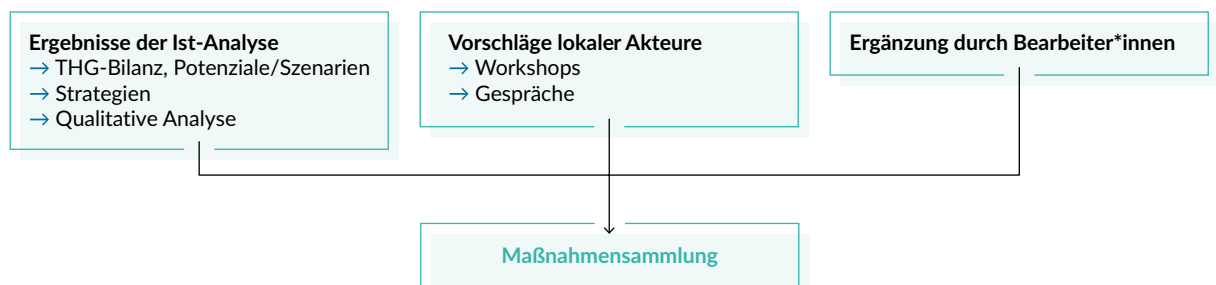 Ergebnisse der Ist-Analyse
→ THG-Bilanz, Potenziale/Szenarien
→ Strategien
→ Qualitative Analyse
Vorschläge lokaler Akteure
→ Workshops
→ Gespräche
Ergänzung durch Bearbeiter*innen
Maßnahmensammlung